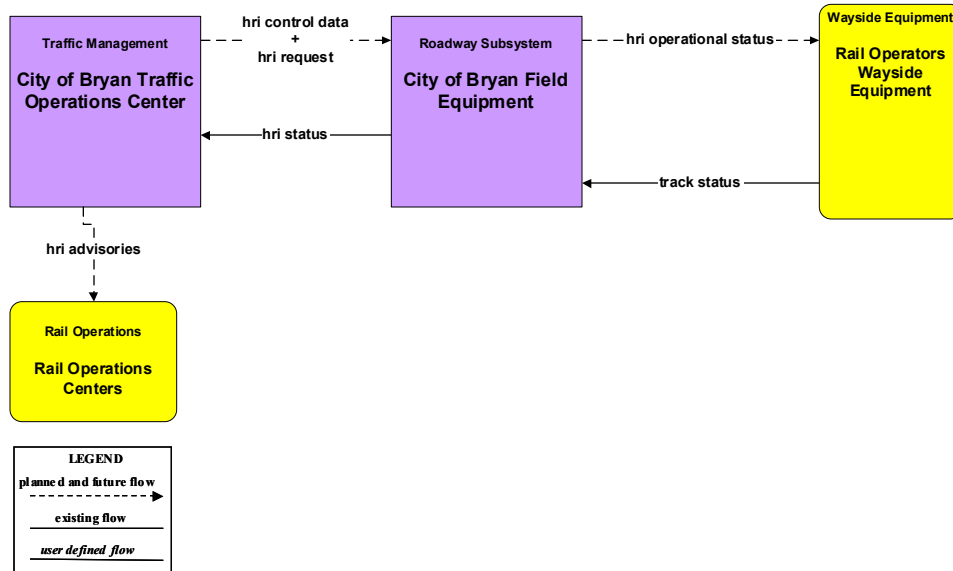 Traffic Management
City of Bryan Traffic
Operations Center
hri control data
+
hri request
Roadway Subsystem
City of Bryan Field
Equipment
hri operational status
Wayside Equipment
Rail Operators
Wayside
Equipment
hri status
track status
hri advisories
Rail Operations
Rail Operations
Centers
LEGEND
planned and future flow
existing flow
user defined flow